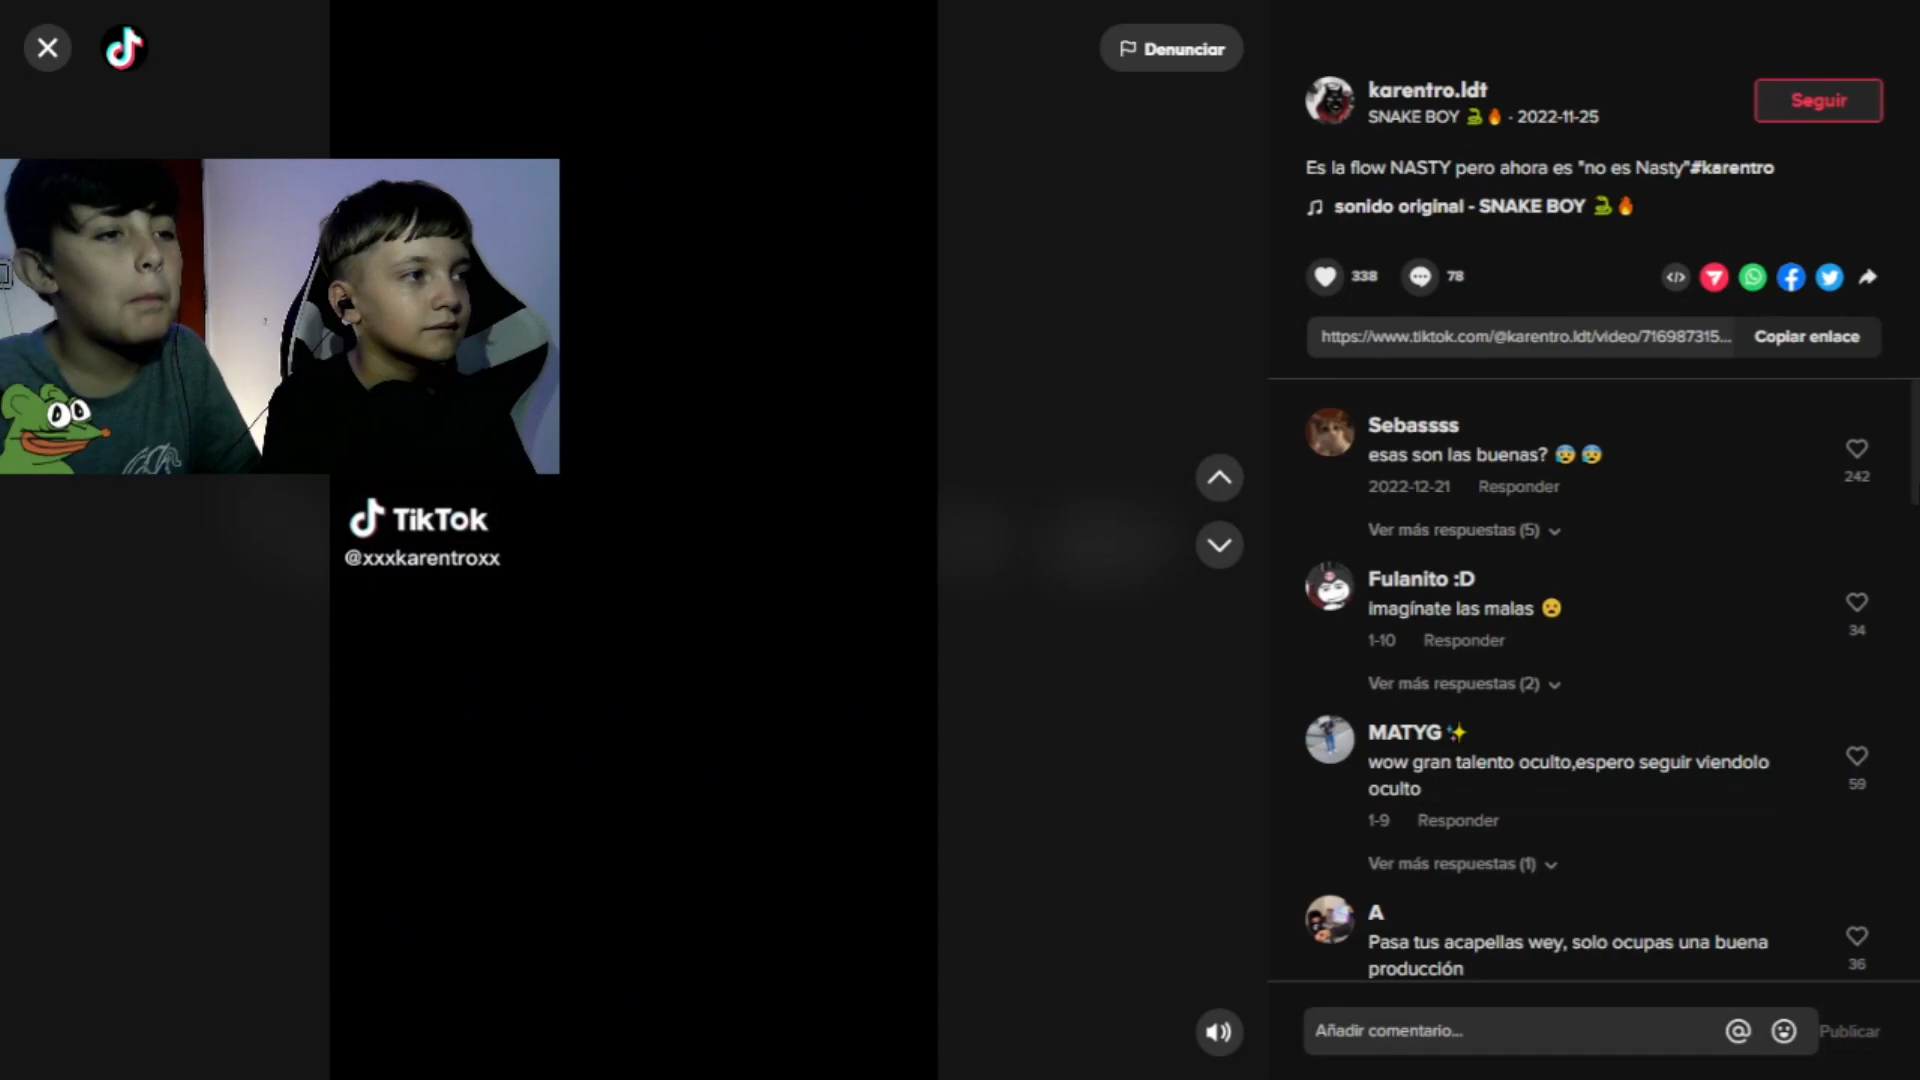 Denunciar
TikTok
@xxxkarentroxx
karentro.ldt
SNAKE BOY 🐍🔥 · 2022-11-25
Seguir
Es la flow NASTY pero ahora es "no es Nasty"#karentro
sonido original - SNAKE BOY 🐍🔥
338
78
https://www.tiktok.com/@karentro.ldt/video/716987315...
Copiar enlace
Sebassss
esas son las buenas? 😰😰
242
2022-12-21 Responder
Ver más respuestas (5)
Fulanito :D
imagínate las malas 😦
34
1-10 Responder
Ver más respuestas (2)
MATYG✨
wow gran talento oculto,espero seguir viendolo
oculto
59
1-9 Responder
Ver más respuestas (1)
A
Pasa tus acapellas wey, solo ocupas una buena
producción
36
Añadir comentario...
Publicar